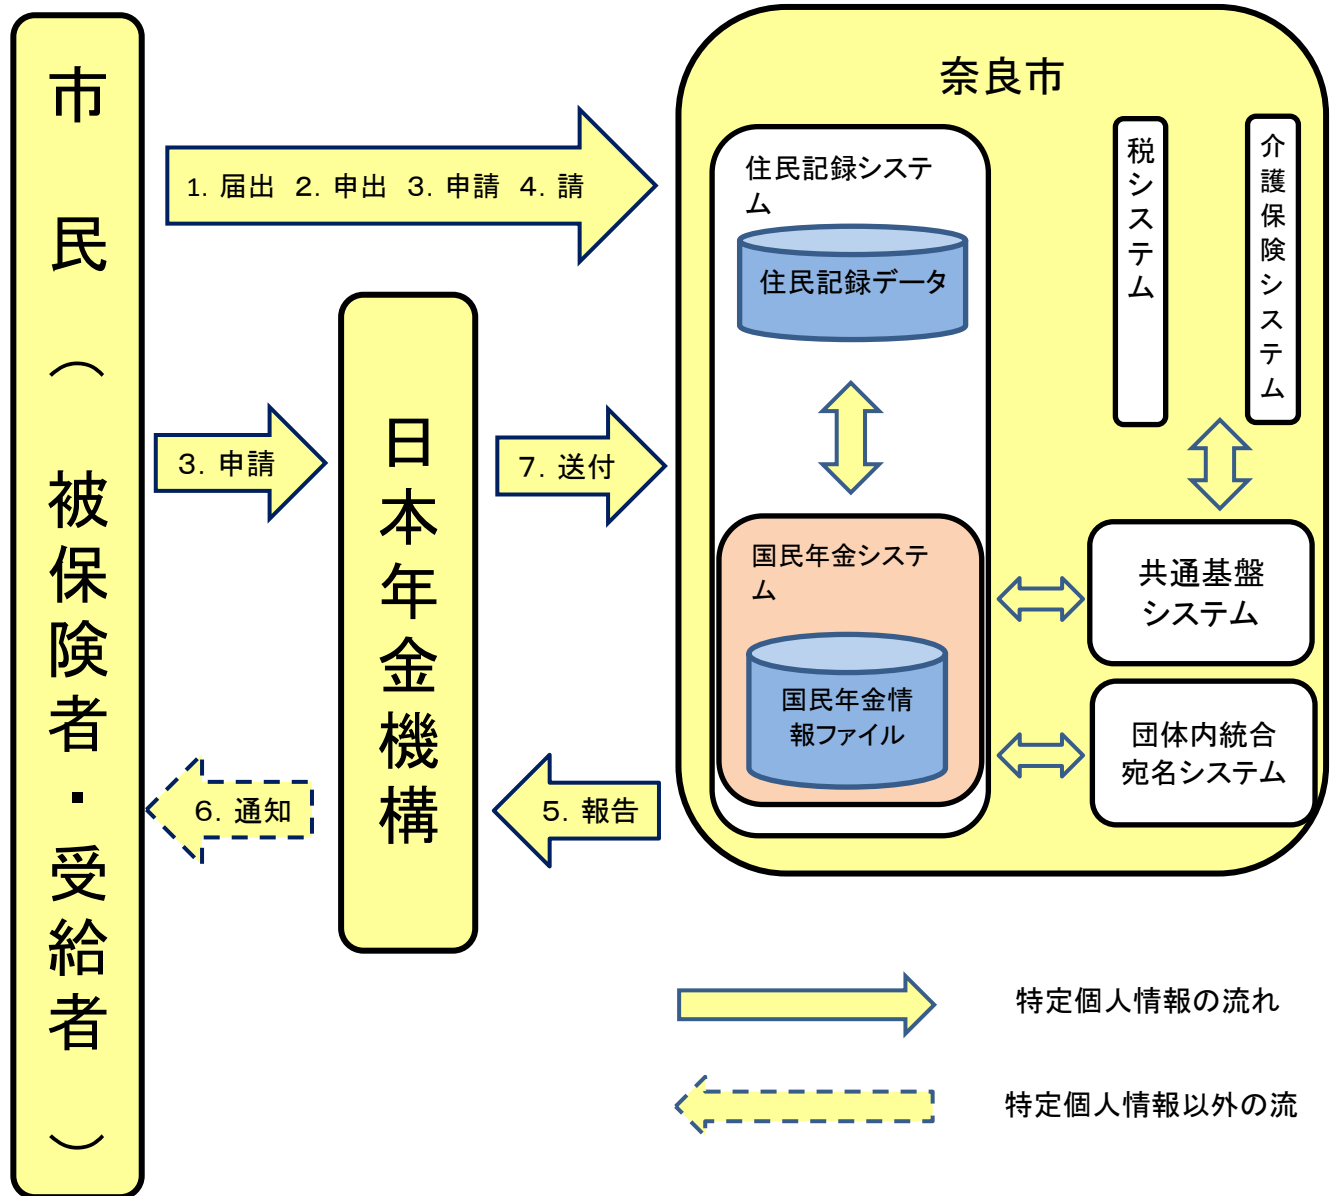 市民（被保険者・受給者）
1. 届出 2. 申出 3. 申請 4. 請
3. 申請
日本年金機構
7. 送付
6. 通知
5. 報告
奈良市
住民記録システ
ム
住民記録データ
税システム
介護保険システム
国民年金システ
ム
国民年金情
報ファイル
共通基盤
システム
団体内統合
宛名システム
特定個人情報の流れ
特定個人情報以外の流